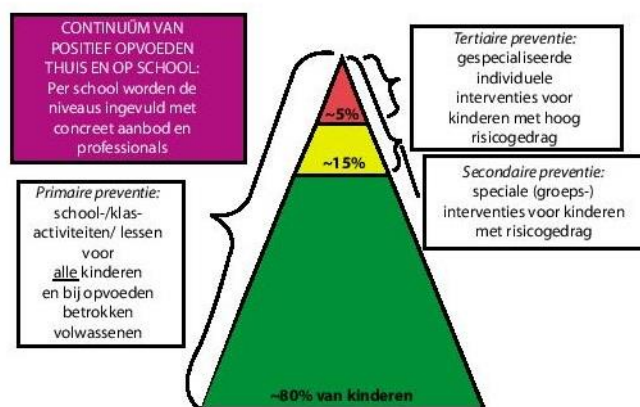 CONTINUÜM VAN
POSITIEF OPVOEDEN
THUIS EN OP SCHOOL:
Per school worden de
niveaus ingevuld met
concreet aanbod en
professionals
Tertiaire preventie:
gespecialiseerde
individuele
interventies voor
kinderen met hoog
risicogedrag
~5%
~15%
Secondaire preventie:
speciale (groeps-)
interventies voor kinderen
met risicogedrag
Primaire preventie:
school-/klas-
activiteiten/ lessen
voor
alle kinderen
en bij opvoeden
betrokken
volwassenen
~80% van kinderen